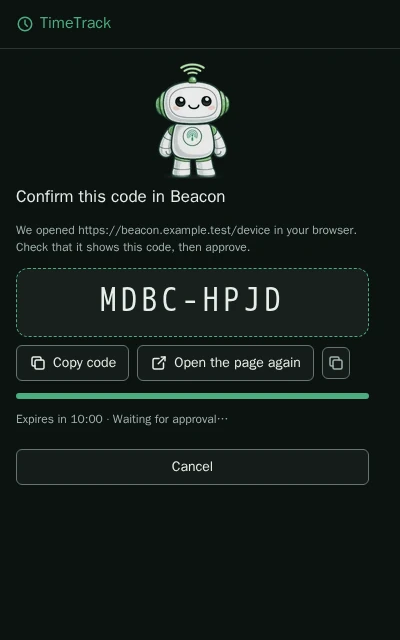 TimeTrack
Confirm this code in Beacon
We opened https://beacon.example.test/device in your browser.
Check that it shows this code, then approve.
MDBC-HPJD
Copy code
Open the page again
Expires in 10:00 · Waiting for approval…
Cancel